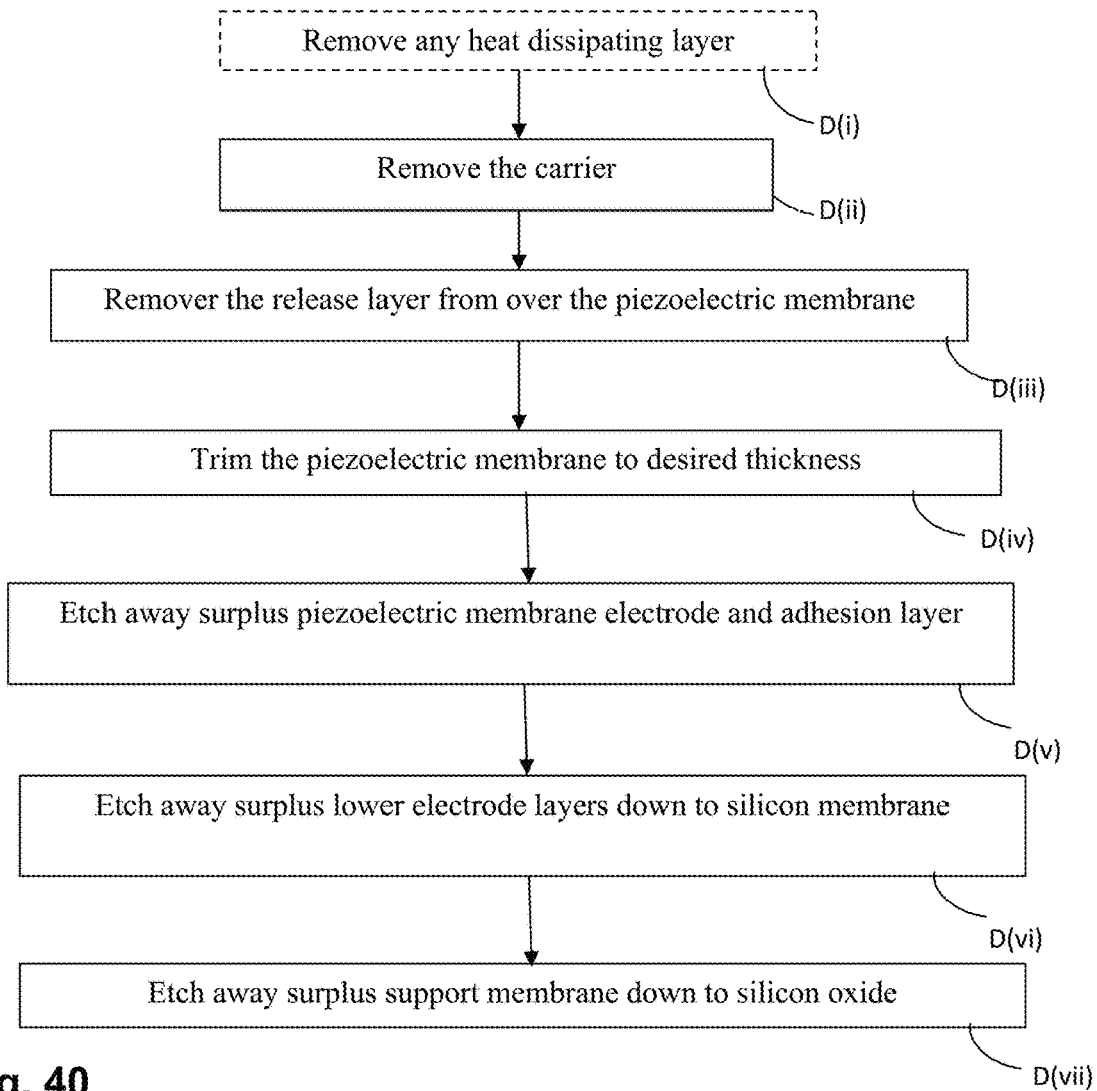 Remove any heat dissipating layer
D(i)
Remove the carrier
D(ii)
Remover the release layer from over the piezoelectric membrane
D(iii)
Trim the piezoelectric membrane to desired thickness
D(iv)
Etch away surplus piezoelectric membrane electrode and adhesion layer
D(v)
Etch away surplus lower electrode layers down to silicon membrane
D(vi)
Etch away surplus support membrane down to silicon oxide
D(vii)
g. 40